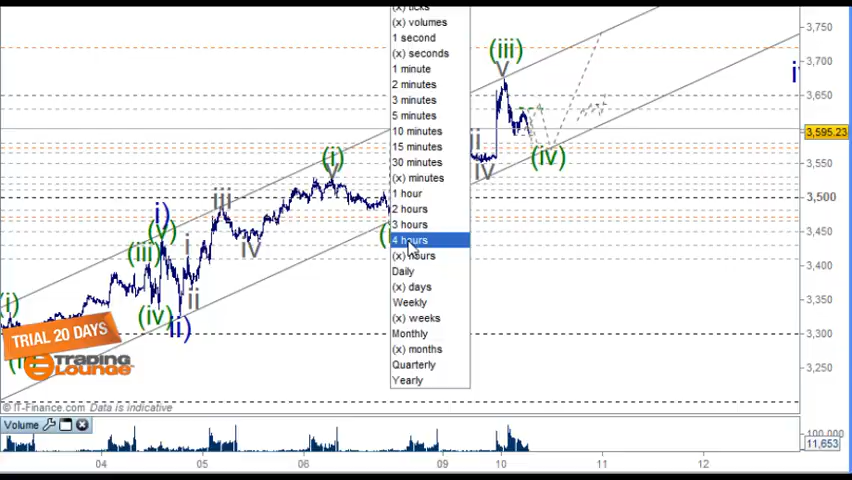 (x) ticks
(x) volumes
1 second
(x) seconds
1 minute
2 minutes
3 minutes
5 minutes
10 minutes
15 minutes
30 minutes
(x) minutes
1 hour
2 hours
3 hours
4 hours
(x) hours
Daily
(x) days
Weekly
(x) weeks
Monthly
(x) months
Quarterly
Yearly
(iii)
v
(iv)
ii
iv
(i)
v
iii
i)
(v)
i
(iii)
iv
ii
(iv)
ii)
(i)
3,750
3,700
3,650
3,595.23
3,550
3,500
3,450
3,400
3,350
3,300
3,250
TRIAL 20 DAYS
TRADING
LOUNGE
© IT-Finance.com Data is indicative
Volume
100,000
11,653
04
05
06
09
10
11
12